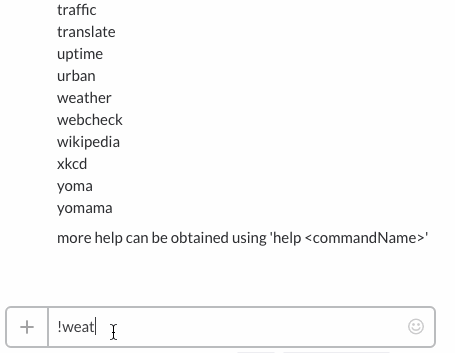 traffic
translate
uptime
urban
weather
webcheck
wikipedia
xkcd
yoma
yomama
more help can be obtained using 'help <commandName>'
!weat